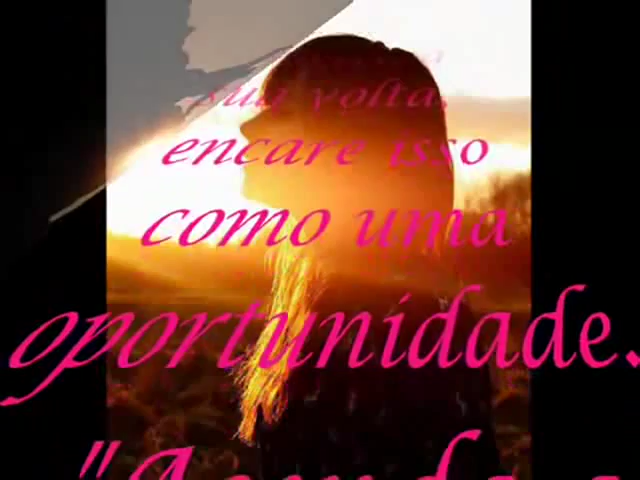 sua volta,
encare isso
como uma
oportunidade.